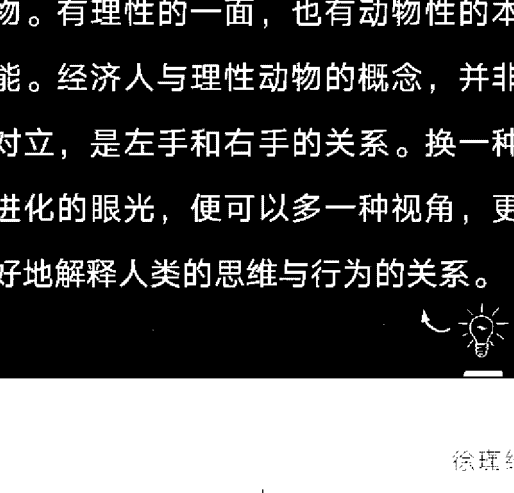 物。有理性的一面，也有动物性的本
能。经济人与理性动物的概念，并非
对立，是左手和右手的关系。换一种
进化的眼光，便可以多一种视角，更
好地解释人类的思维与行为的关系。
徐瑾